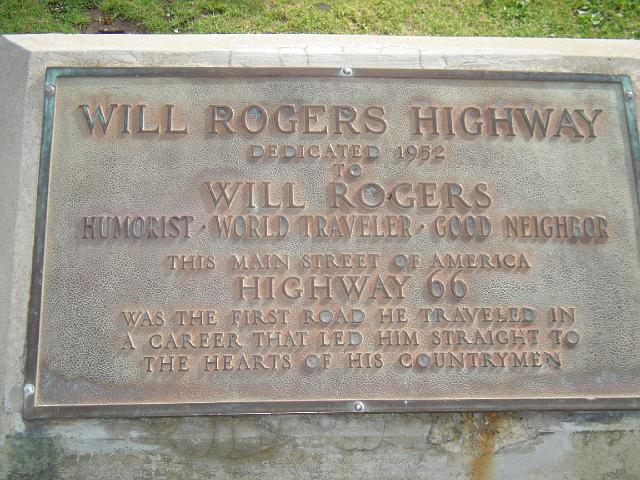 WILL ROGERS HIGHWAY
DEDICATED 1952
TO
WILL ROGERS
HUMORIST · WORLD TRAVELER · GOOD NEIGHBOR
THIS MAIN STREET OF AMERICA
HIGHWAY 66
WAS THE FIRST ROAD HE TRAVELED IN
A CAREER THAT LED HIM STRAIGHT TO
THE HEARTS OF HIS COUNTRYMEN